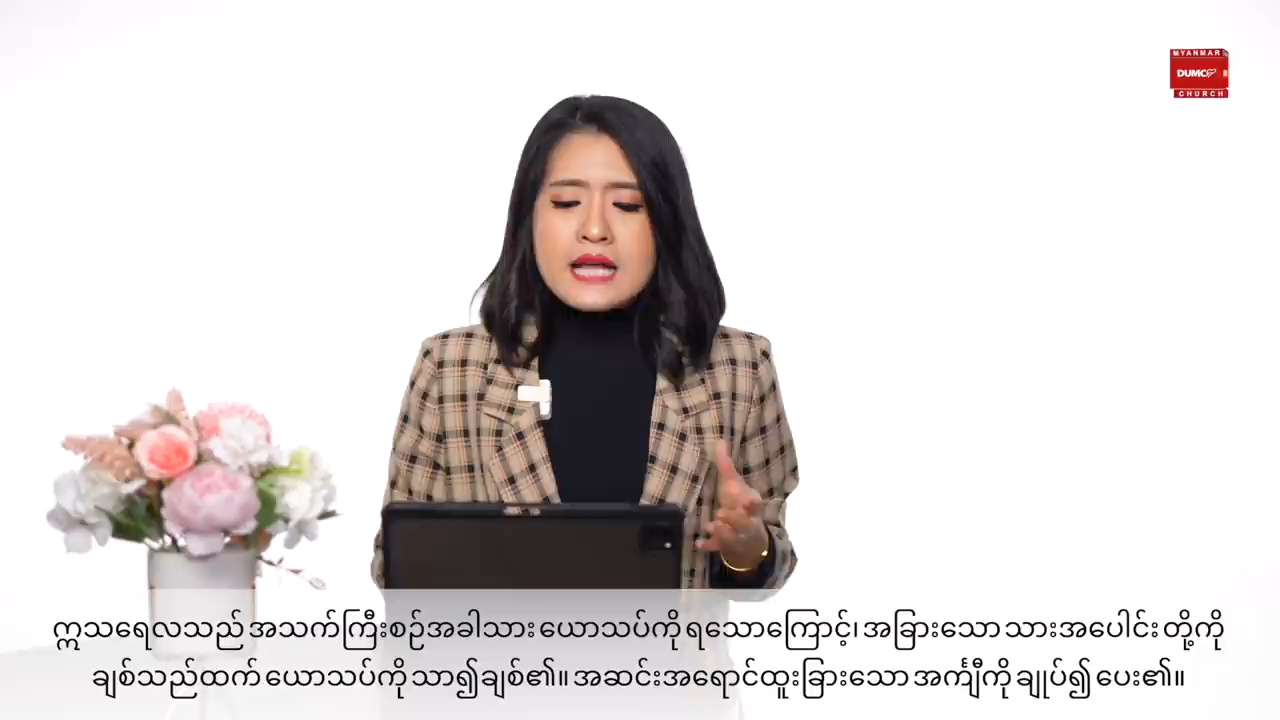 MYANMAR
DUMC
CHURCH
ဣသရေလသည် အသက်ကြီးစဉ်အခါသား ယောသပ်ကို ရသောကြောင့်၊ အခြားသော သားအပေါင်း တို့ကို
ချစ်သည်ထက် ယောသပ်ကို သာ၍ချစ်၏။ အဆင်းအရောင်ထူးခြားသော အင်္ကျီကို ချုပ်၍ ပေး၏။